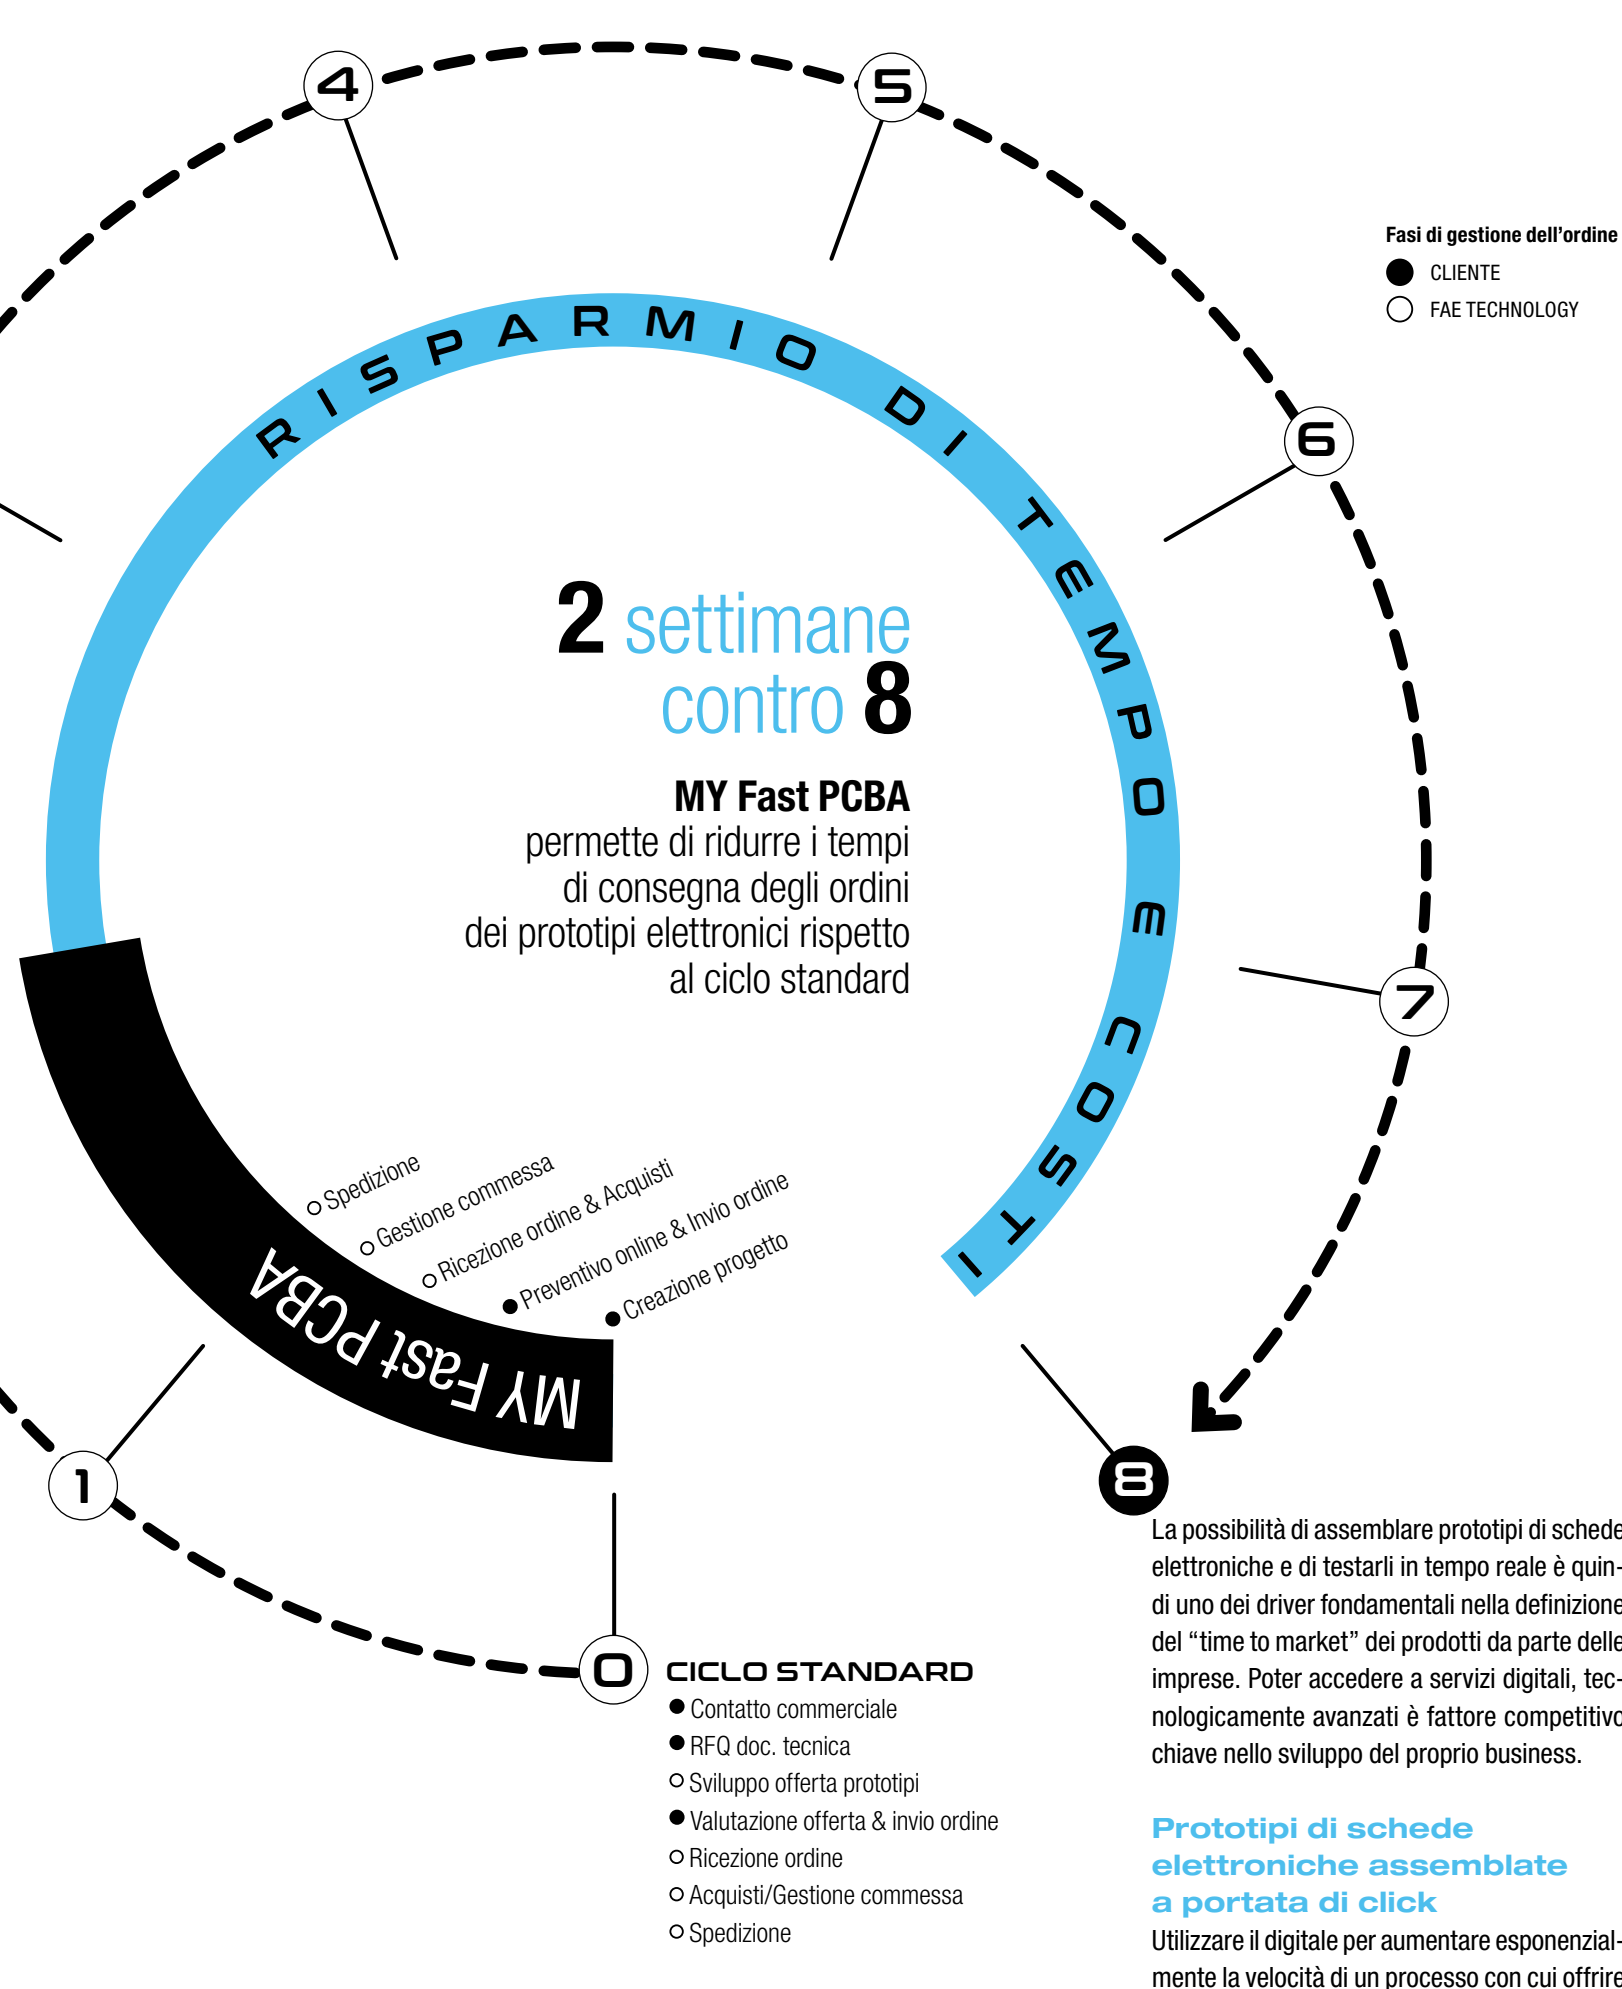 4
5
Fasi di gestione dell’ordine
CLIENTE
FAE TECHNOLOGY
RISPARMIO DI TEMPO E COSTI
6
2 settimane
contro 8
MY Fast PCBA
permette di ridurre i tempi
di consegna degli ordini
dei prototipi elettronici rispetto
al ciclo standard
7
Spedizione
Gestione commessa
Ricezione ordine & Acquisti
Preventivo online & Invio ordine
Creazione progetto
MY Fast PCBA
1
8
0
CICLO STANDARD
Contatto commerciale
RFQ doc. tecnica
Sviluppo offerta prototipi
Valutazione offerta & invio ordine
Ricezione ordine
Acquisti/Gestione commessa
Spedizione
La possibilità di assemblare prototipi di schede
elettroniche e di testarli in tempo reale è quin-
di uno dei driver fondamentali nella definizione
del “time to market” dei prodotti da parte delle
imprese. Poter accedere a servizi digitali, tec-
nologicamente avanzati è fattore competitivo
chiave nello sviluppo del proprio business.
Prototipi di schede
elettroniche assemblate
a portata di click
Utilizzare il digitale per aumentare esponenzial-
mente la velocità di un processo con cui offrire